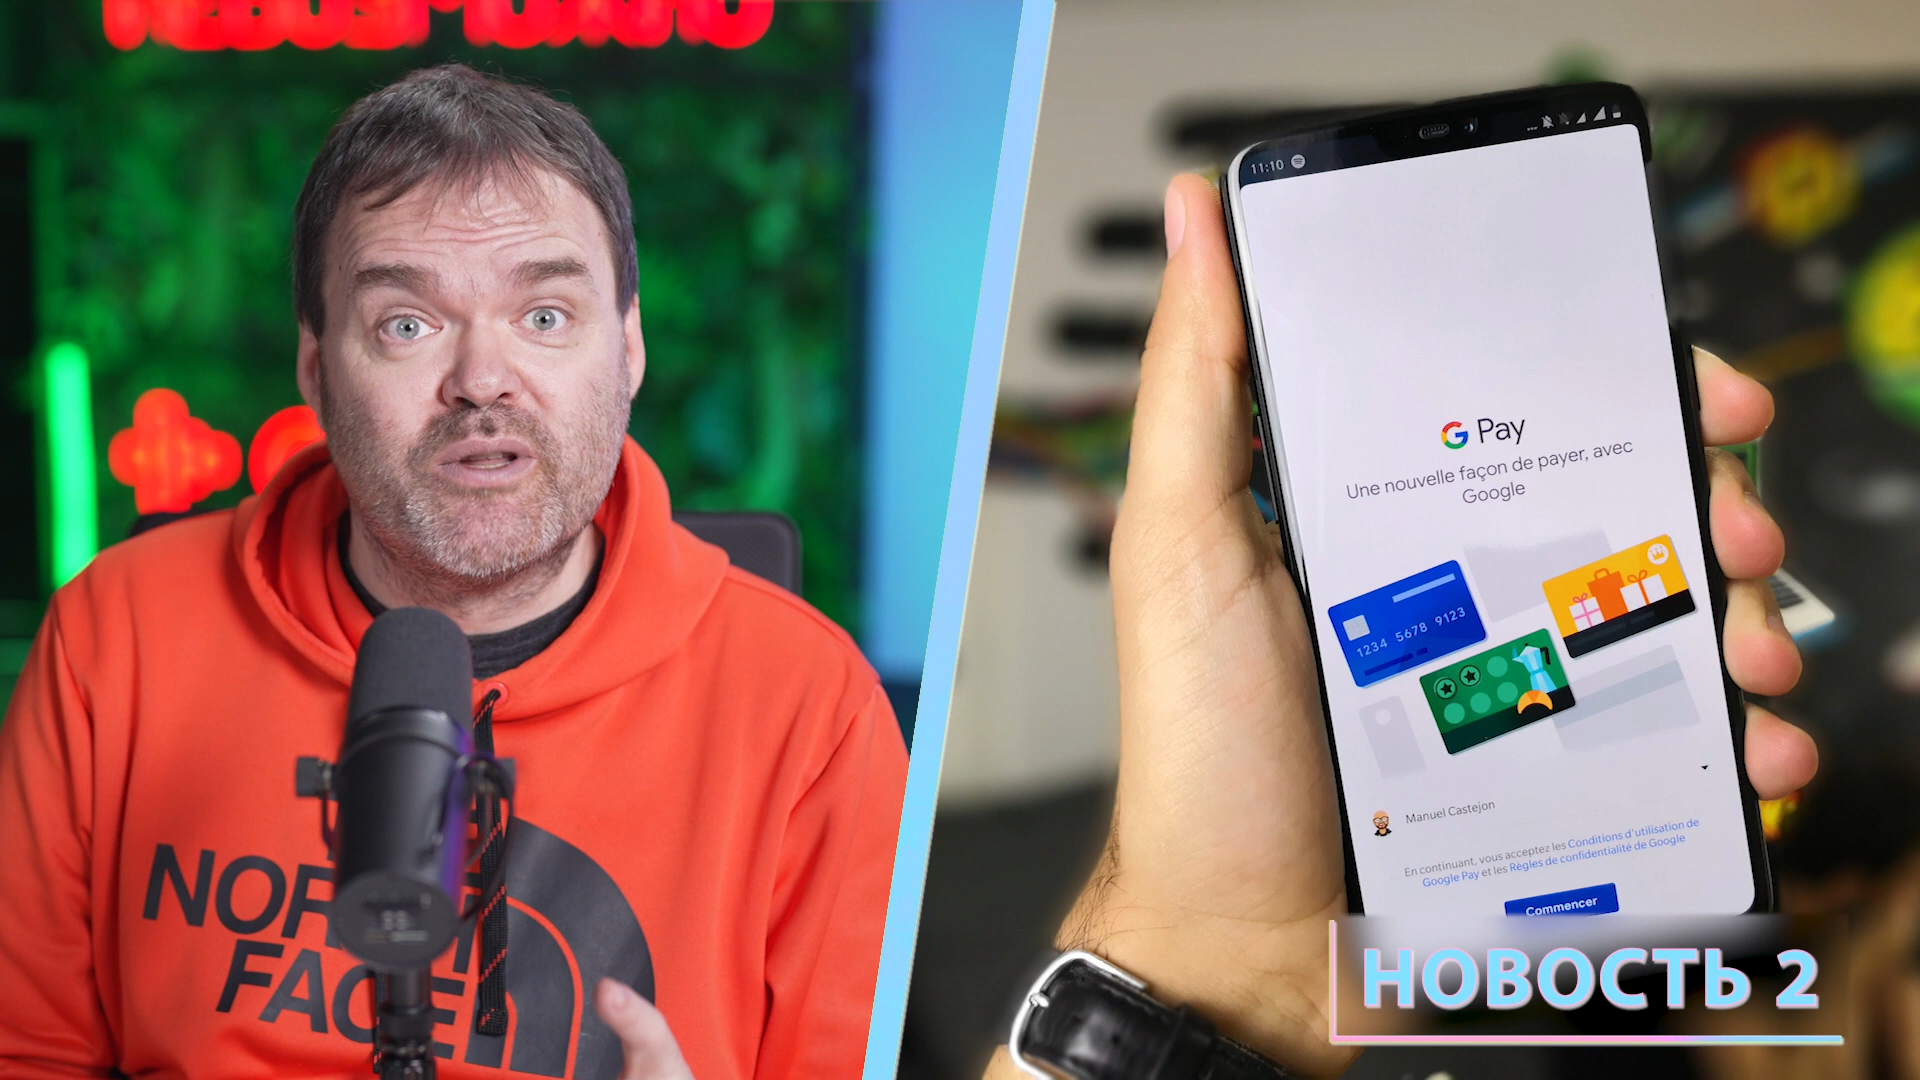 NORTH
FACE
11:10
G Pay
Une nouvelle façon de payer, avec
Google
1234 5678 9123
Manuel Castejon
En continuant, vous acceptez les Conditions d'utilisation de
Google Pay et les Règles de confidentialité de Google
Commencer
НОВОСТЬ 2